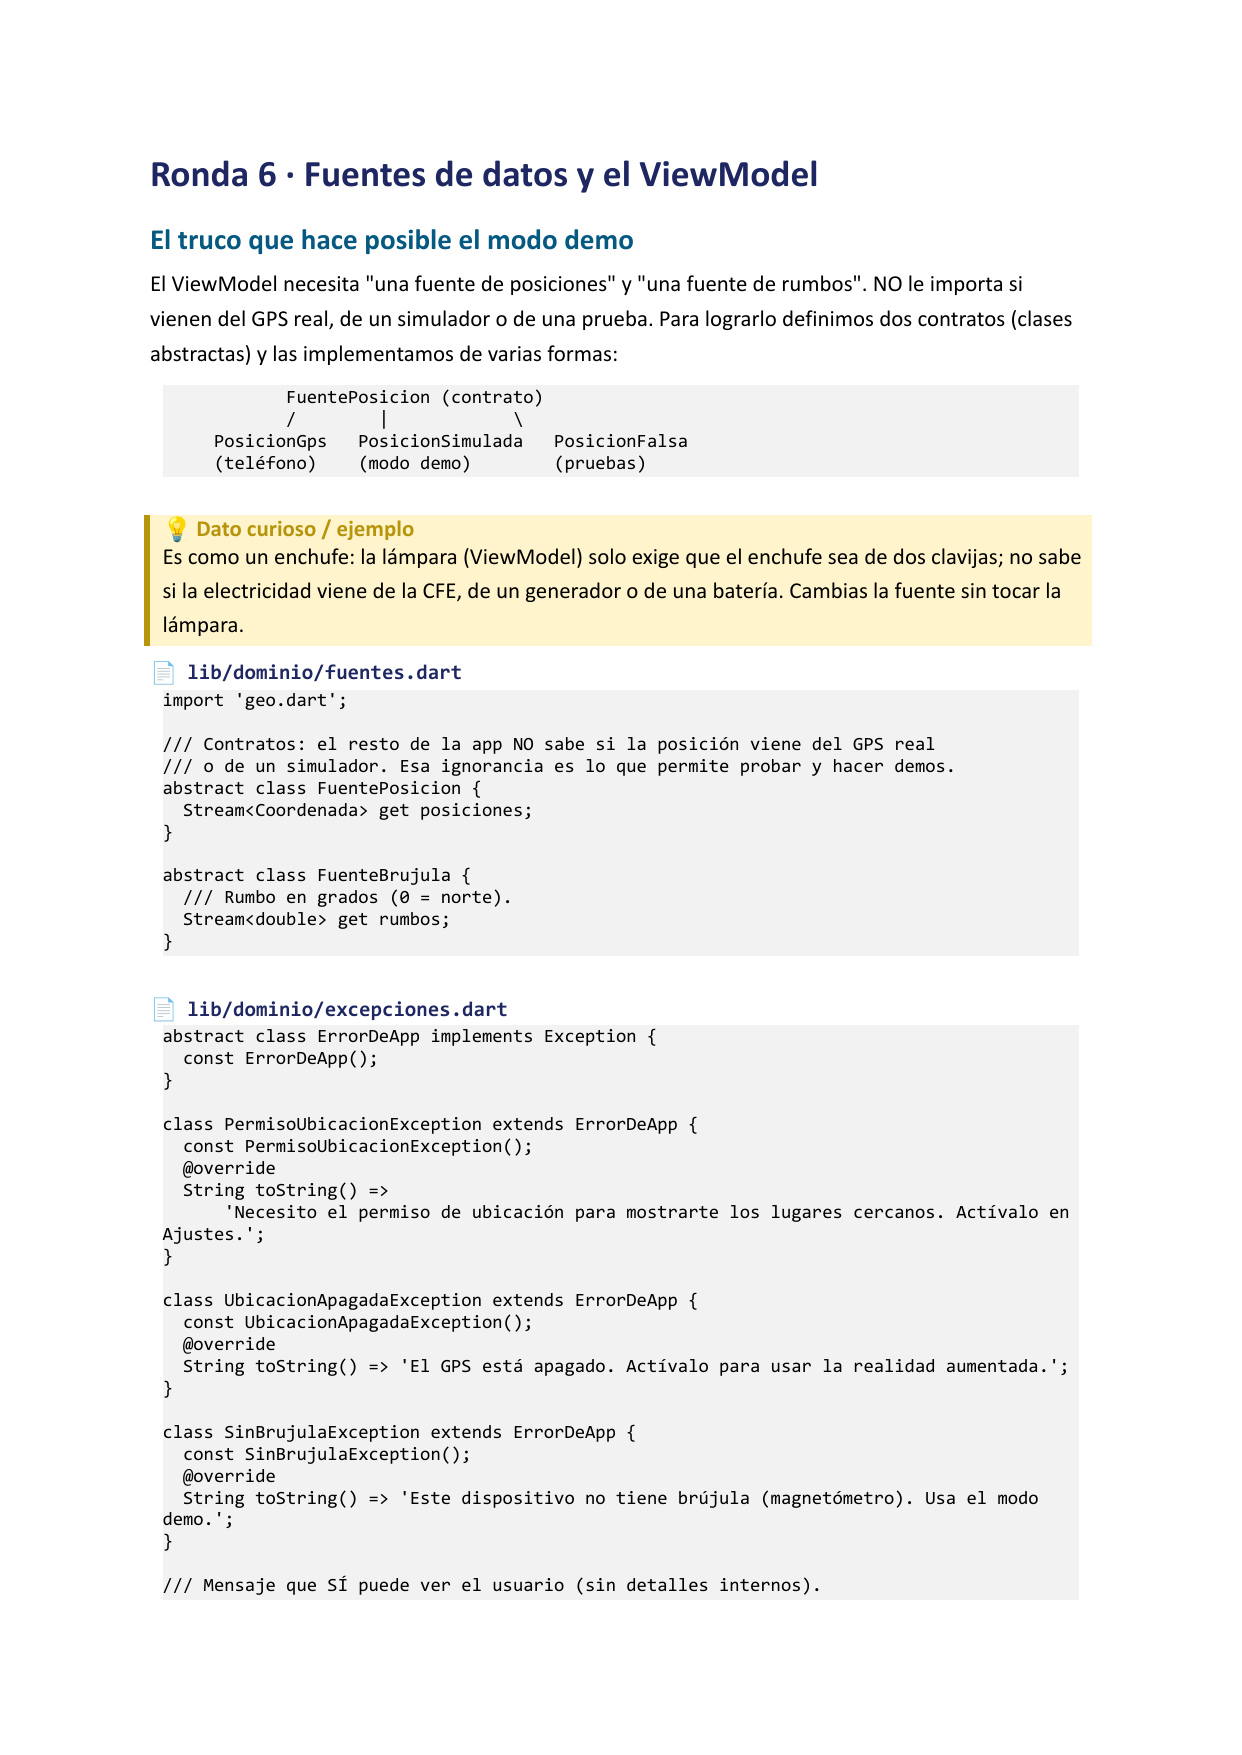 Ronda 6 · Fuentes de datos y el ViewModel
El truco que hace posible el modo demo
El ViewModel necesita "una fuente de posiciones" y "una fuente de rumbos". NO le importa si
vienen del GPS real, de un simulador o de una prueba. Para lograrlo definimos dos contratos (clases
abstractas) y las implementamos de varias formas:
            FuentePosicion (contrato)
            /        |            \
     PosicionGps   PosicionSimulada   PosicionFalsa
     (teléfono)    (modo demo)        (pruebas)
💡 Dato curioso / ejemplo
Es como un enchufe: la lámpara (ViewModel) solo exige que el enchufe sea de dos clavijas; no sabe
si la electricidad viene de la CFE, de un generador o de una batería. Cambias la fuente sin tocar la
lámpara.
📄 lib/dominio/fuentes.dart
import 'geo.dart';

/// Contratos: el resto de la app NO sabe si la posición viene del GPS real
/// o de un simulador. Esa ignorancia es lo que permite probar y hacer demos.
abstract class FuentePosicion {
  Stream<Coordenada> get posiciones;
}

abstract class FuenteBrujula {
  /// Rumbo en grados (0 = norte).
  Stream<double> get rumbos;
}

📄 lib/dominio/excepciones.dart
abstract class ErrorDeApp implements Exception {
  const ErrorDeApp();
}

class PermisoUbicacionException extends ErrorDeApp {
  const PermisoUbicacionException();
  @override
  String toString() =>
      'Necesito el permiso de ubicación para mostrarte los lugares cercanos. Actívalo en
Ajustes.';
}

class UbicacionApagadaException extends ErrorDeApp {
  const UbicacionApagadaException();
  @override
  String toString() => 'El GPS está apagado. Actívalo para usar la realidad aumentada.';
}

class SinBrujulaException extends ErrorDeApp {
  const SinBrujulaException();
  @override
  String toString() => 'Este dispositivo no tiene brújula (magnetómetro). Usa el modo
demo.';
}

/// Mensaje que SÍ puede ver el usuario (sin detalles internos).